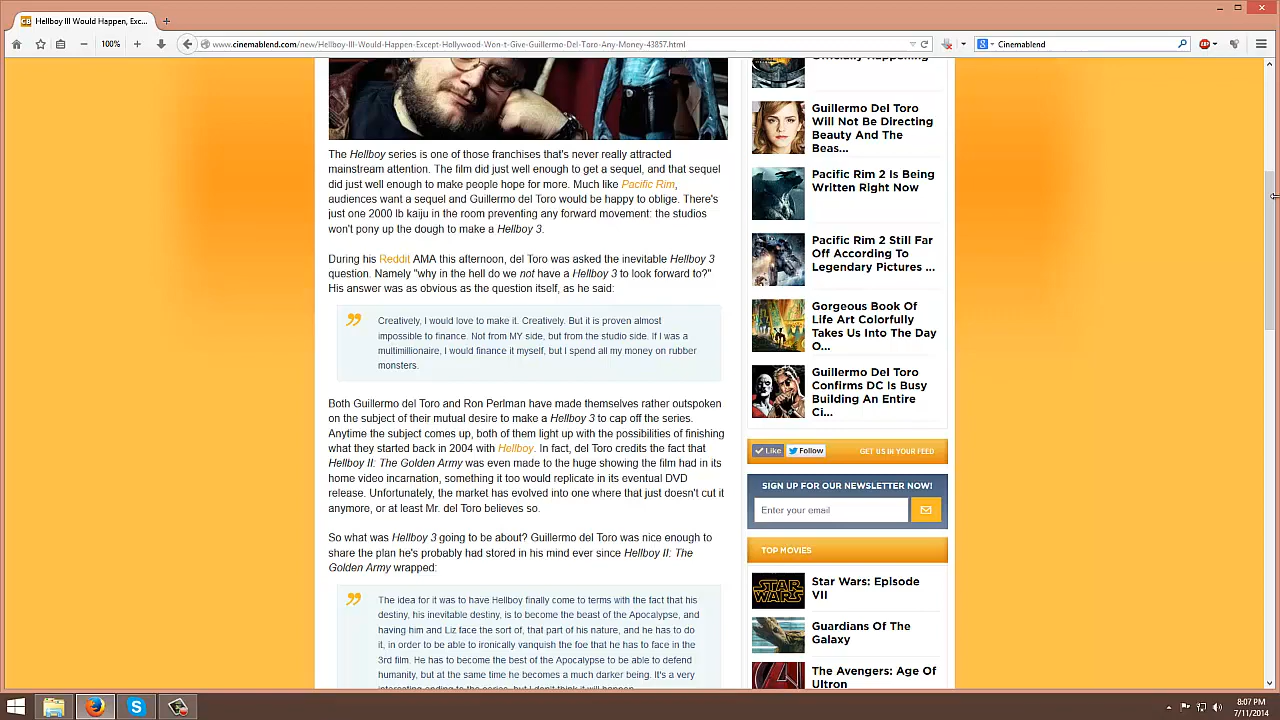 Hellboy III Would Happen, Exc...
100%
www.cinemablend.com/new/Hellboy-III-Would-Happen-Except-Hollywood-Won-t-Give-Guillermo-Del-Toro-Any-Money-43857.html
Cinemablend
The Hellboy series is one of those franchises that's never really attracted
mainstream attention. The film did just well enough to get a sequel, and that sequel
did just well enough to make people hope for more. Much like Pacific Rim,
audiences want a sequel and Guillermo del Toro would be happy to oblige. There's
just one 2000 lb kaiju in the room preventing any forward movement: the studios
won't pony up the dough to make a Hellboy 3.
During his Reddit AMA this afternoon, del Toro was asked the inevitable Hellboy 3
question. Namely "why in the hell do we not have a Hellboy 3 to look forward to?"
His answer was as obvious as the question itself, as he said:
Creatively, I would love to make it. Creatively. But it is proven almost
impossible to finance. Not from MY side, but from the studio side. If I was a
multimillionaire, I would finance it myself, but I spend all my money on rubber
monsters.
Both Guillermo del Toro and Ron Perlman have made themselves rather outspoken
on the subject of their mutual desire to make a Hellboy 3 to cap off the series.
Anytime the subject comes up, both of them light up with the possibilities of finishing
what they started back in 2004 with Hellboy. In fact, del Toro credits the fact that
Hellboy II: The Golden Army was even made to the huge showing the film had in its
home video incarnation, something it too would replicate in its eventual DVD
release. Unfortunately, the market has evolved into one where that just doesn't cut it
anymore, or at least Mr. del Toro believes so.
So what was Hellboy 3 going to be about? Guillermo del Toro was nice enough to
share the plan he's probably had stored in his mind ever since Hellboy II: The
Golden Army wrapped:
The idea for it was to have Hellboy finally come to terms with the fact that his
destiny, his inevitable destiny, is to become the beast of the Apocalypse, and
having him and Liz face the sort of, that part of his nature, and he has to do
it, in order to be able to ironically vanquish the foe that he has to face in the
3rd film. He has to become the best of the Apocalypse to be able to defend
humanity, but at the same time he becomes a much darker being. It's a very
interesting ending to the series, but I don't think it will happen.
Officially Happening
Guillermo Del Toro
Will Not Be Directing
Beauty And The
Beas...
Pacific Rim 2 Is Being
Written Right Now
Pacific Rim 2 Still Far
Off According To
Legendary Pictures ...
Gorgeous Book Of
Life Art Colorfully
Takes Us Into The Day
O...
Guillermo Del Toro
Confirms DC Is Busy
Building An Entire
Ci...
Like
Follow
GET US IN YOUR FEED
SIGN UP FOR OUR NEWSLETTER NOW!
Enter your email
TOP MOVIES
STAR WARS
Star Wars: Episode
VII
Guardians Of The
Galaxy
The Avengers: Age Of
Ultron
8:07 PM
7/11/2014